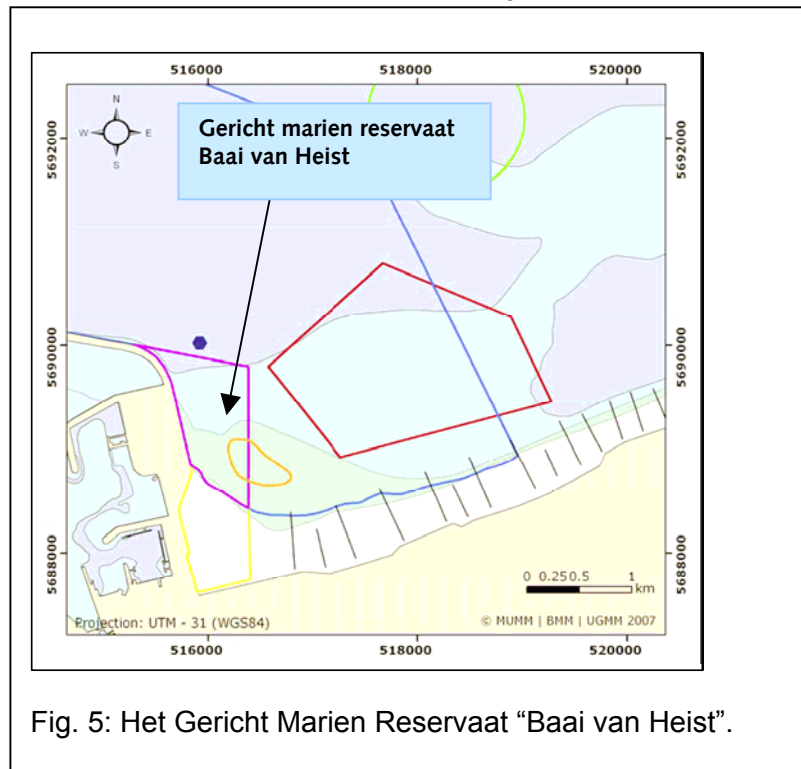 516000 518000 520000
N
W E
S
Gericht marien reservaat
Baai van Heist
5692000 5692000
5690000 5690000
5688000 5688000
0 0.25 0.5 1
km
Projection: UTM - 31 (WGS84) © MUMM | BMM | UGMM 2007
516000 518000 520000
Fig. 5: Het Gericht Marien Reservaat “Baai van Heist”.